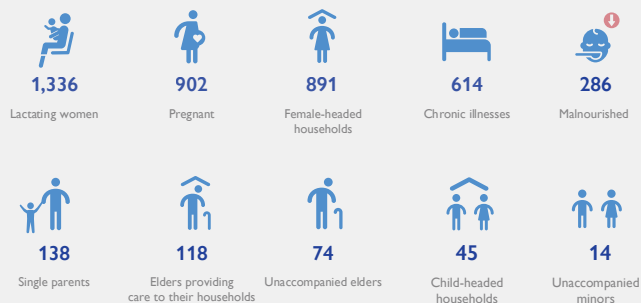 1,336 902 891 614 286
Lactating women Pregnant Female-headed Chronic illnesses Malnourished
households
138 118 74 45 14
Single parents Elders providing Unaccompanied elders Child-headed Unaccompanied
care to their households households minors